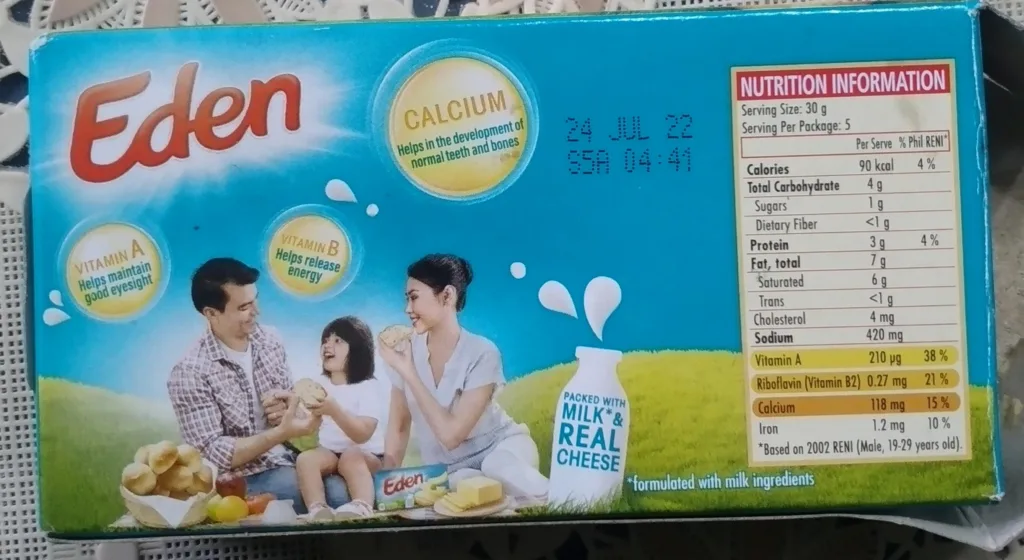 Eden
CALCIUM
Helps in the development of
normal teeth and bones
24 JUL 22
S5A 04:41
VITAMIN A
Helps maintain
good eyesight
VITAMIN B
Helps release
energy
Eden
PACKED WITH
MILK*&
REAL
CHEESE
*formulated with milk ingredients
NUTRITION INFORMATION
Serving Size: 30 g
Serving Per Package: 5
Per Serve % Phil RENI*
Calories 90 kcal 4 %
Total Carbohydrate 4 g
Sugars 1 g
Dietary Fiber <1 g
Protein 3 g 4 %
Fat, total 7 g
Saturated 6 g
Trans <1 g
Cholesterol 4 mg
Sodium 420 mg
Vitamin A 210 µg 38 %
Riboflavin (Vitamin B2) 0.27 mg 21 %
Calcium 118 mg 15 %
Iron 1.2 mg 10 %
*Based on 2002 RENI (Male, 19-29 years old).